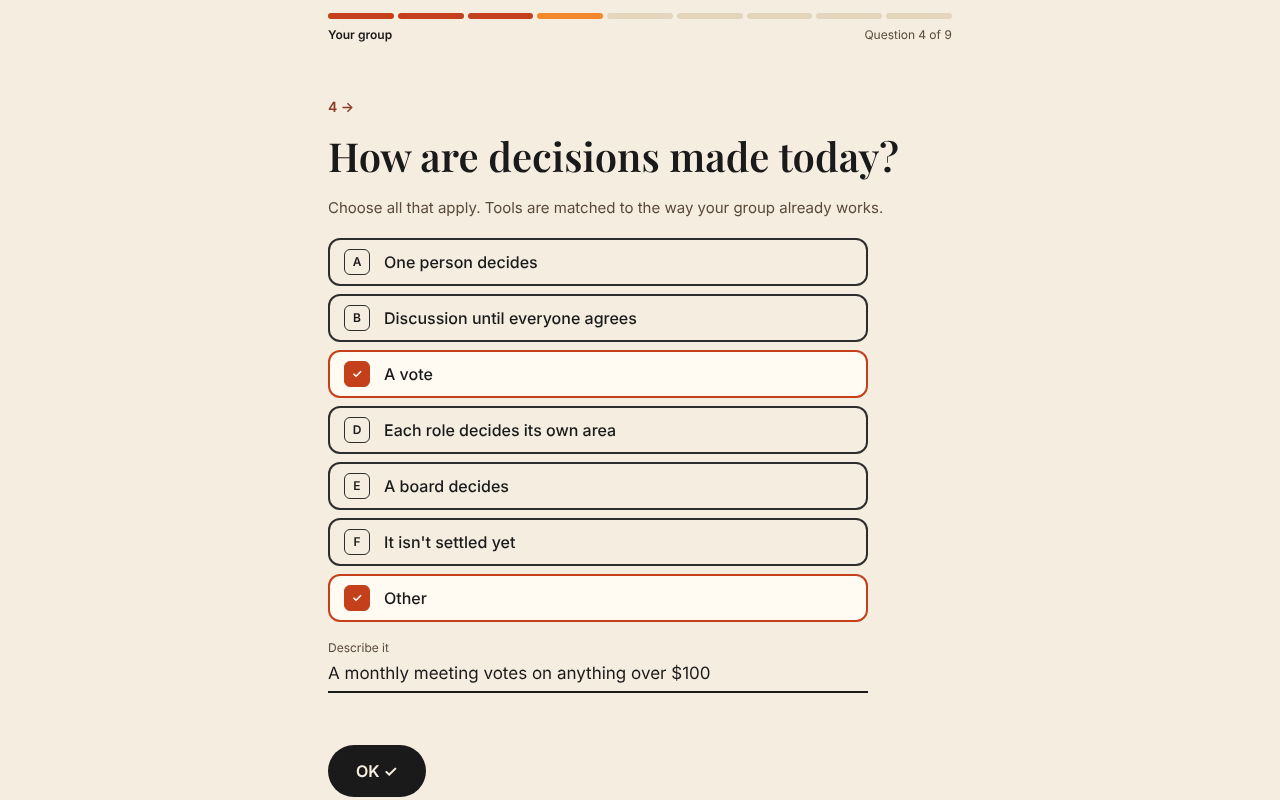 Your group
Question 4 of 9
4 →
How are decisions made today?
Choose all that apply. Tools are matched to the way your group already works.
A One person decides
B Discussion until everyone agrees
✓ A vote
D Each role decides its own area
E A board decides
F It isn't settled yet
✓ Other
Describe it
A monthly meeting votes on anything over $100
OK ✓